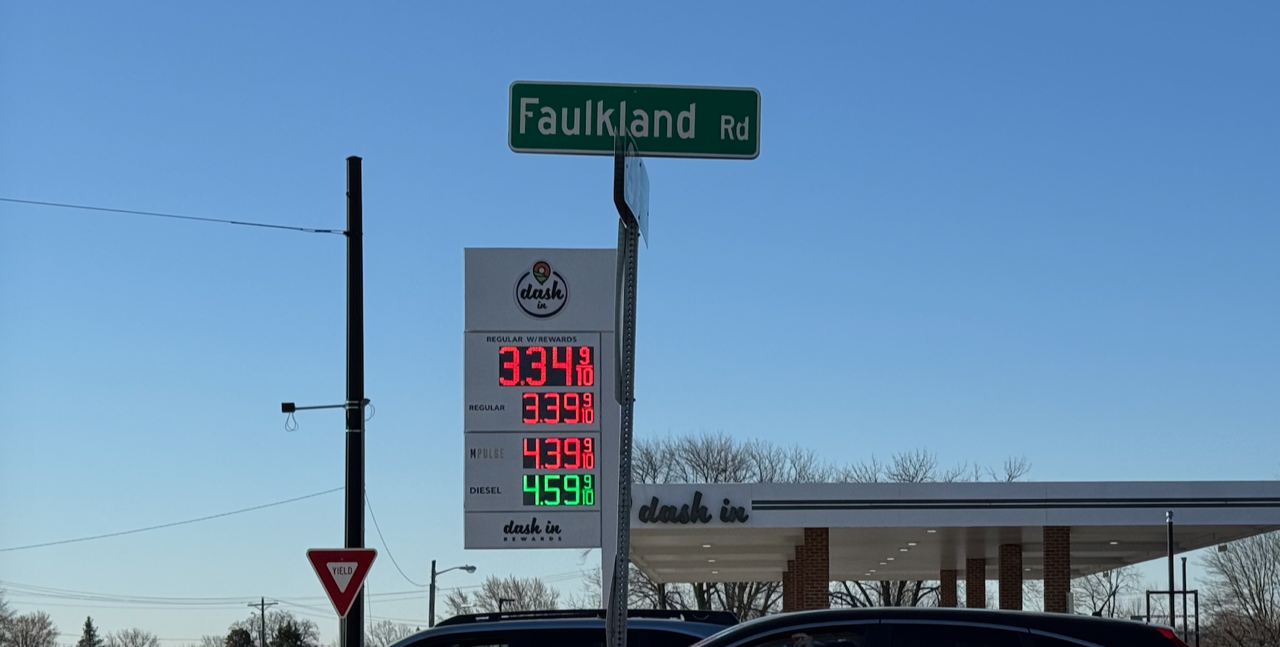 Faulkland Rd
dash
in
REGULAR W/REWARDS
3.34 9/10
REGULAR 3.39 9/10
MPULSE 4.39 9/10
DIESEL 4.59 9/10
dash in
REWARDS
dash in
YIELD